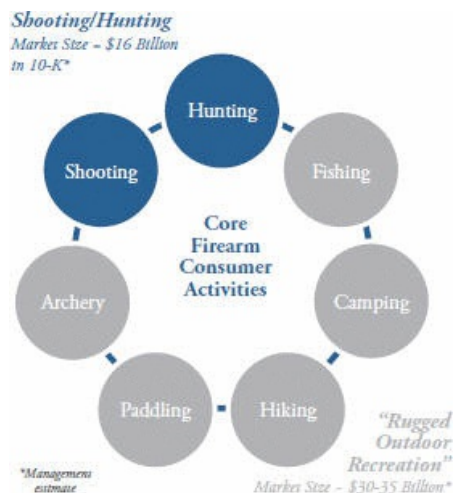 Shooting/Hunting
Market Size – $16 Billion
in 10-K*
Hunting
Shooting
Fishing
Core
Firearm
Consumer
Activities
Archery
Camping
Paddling
Hiking
“Rugged
Outdoor
Recreation”
Market Size – $30-35 Billion*
*Management
estimate